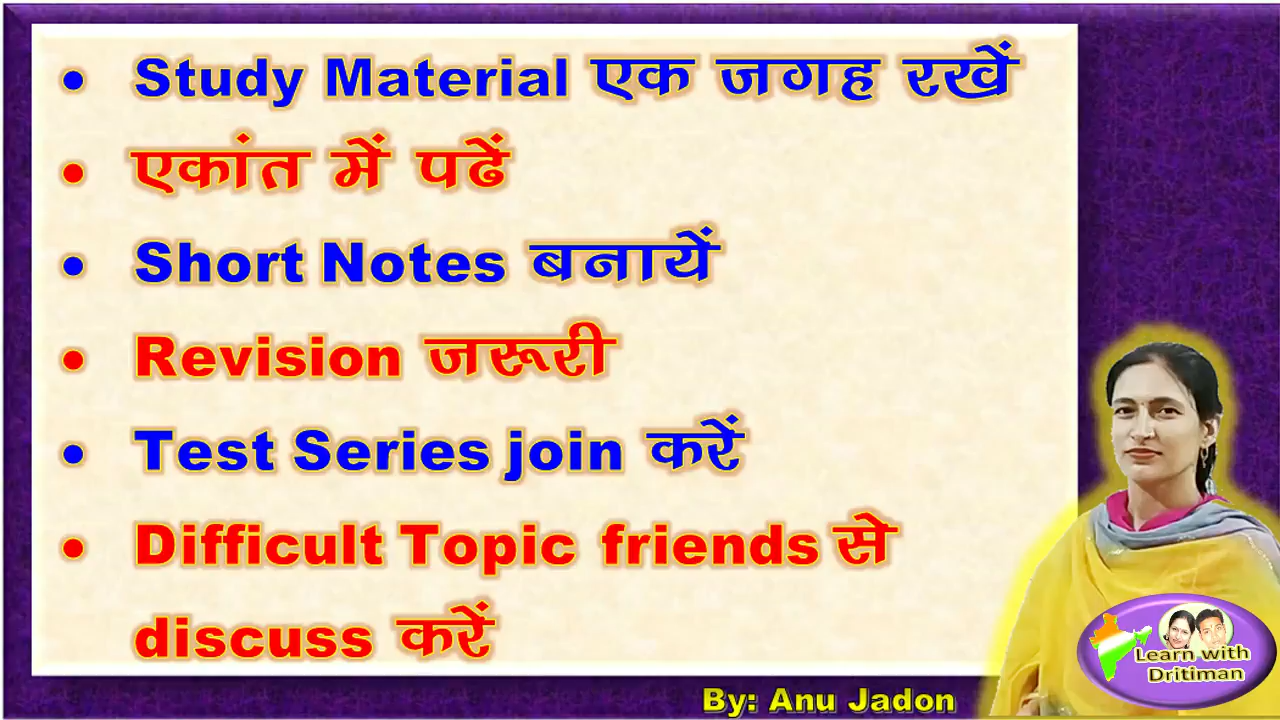 • Study Material एक जगह रखें
• एकांत में पढें
• Short Notes बनायें
• Revision जरूरी
• Test Series join करें
• Difficult Topic friends से
discuss करें
By: Anu Jadon
Learn with
Dritiman